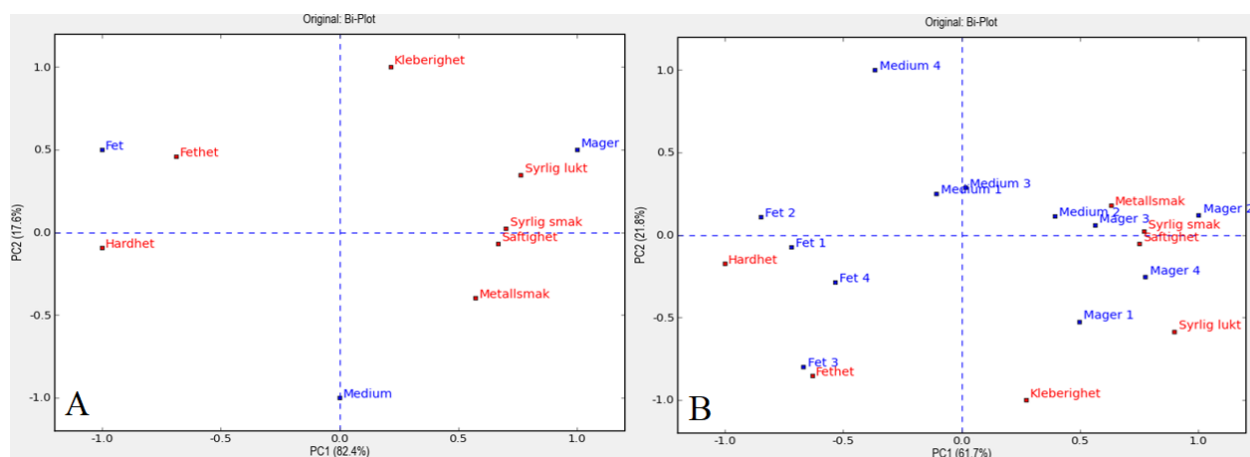 Original: Bi-Plot
1.0
0.5
0.0
-0.5
-1.0
PC2 (17.6%)
Kleberighet
Fet
Fethet
Mager
Syrlig lukt
Syrlig smak
Saftighet
Hardhet
Metallsmak
Medium
A
-1.0
-0.5
0.0
0.5
1.0
PC1 (82.4%)
Original: Bi-Plot
1.0
0.5
0.0
-0.5
-1.0
PC2 (21.8%)
Medium 4
Medium 3
Medium 1
Metallsmak
Fet 2
Medium 2
Mager 2
Mager 3
Syrlig smak
Saftighet
Fet 1
Hardhet
Fet 4
Mager 4
Mager 1
Syrlig lukt
Fet 3
Fethet
Kleberighet
B
-1.0
-0.5
0.0
0.5
1.0
PC1 (61.7%)